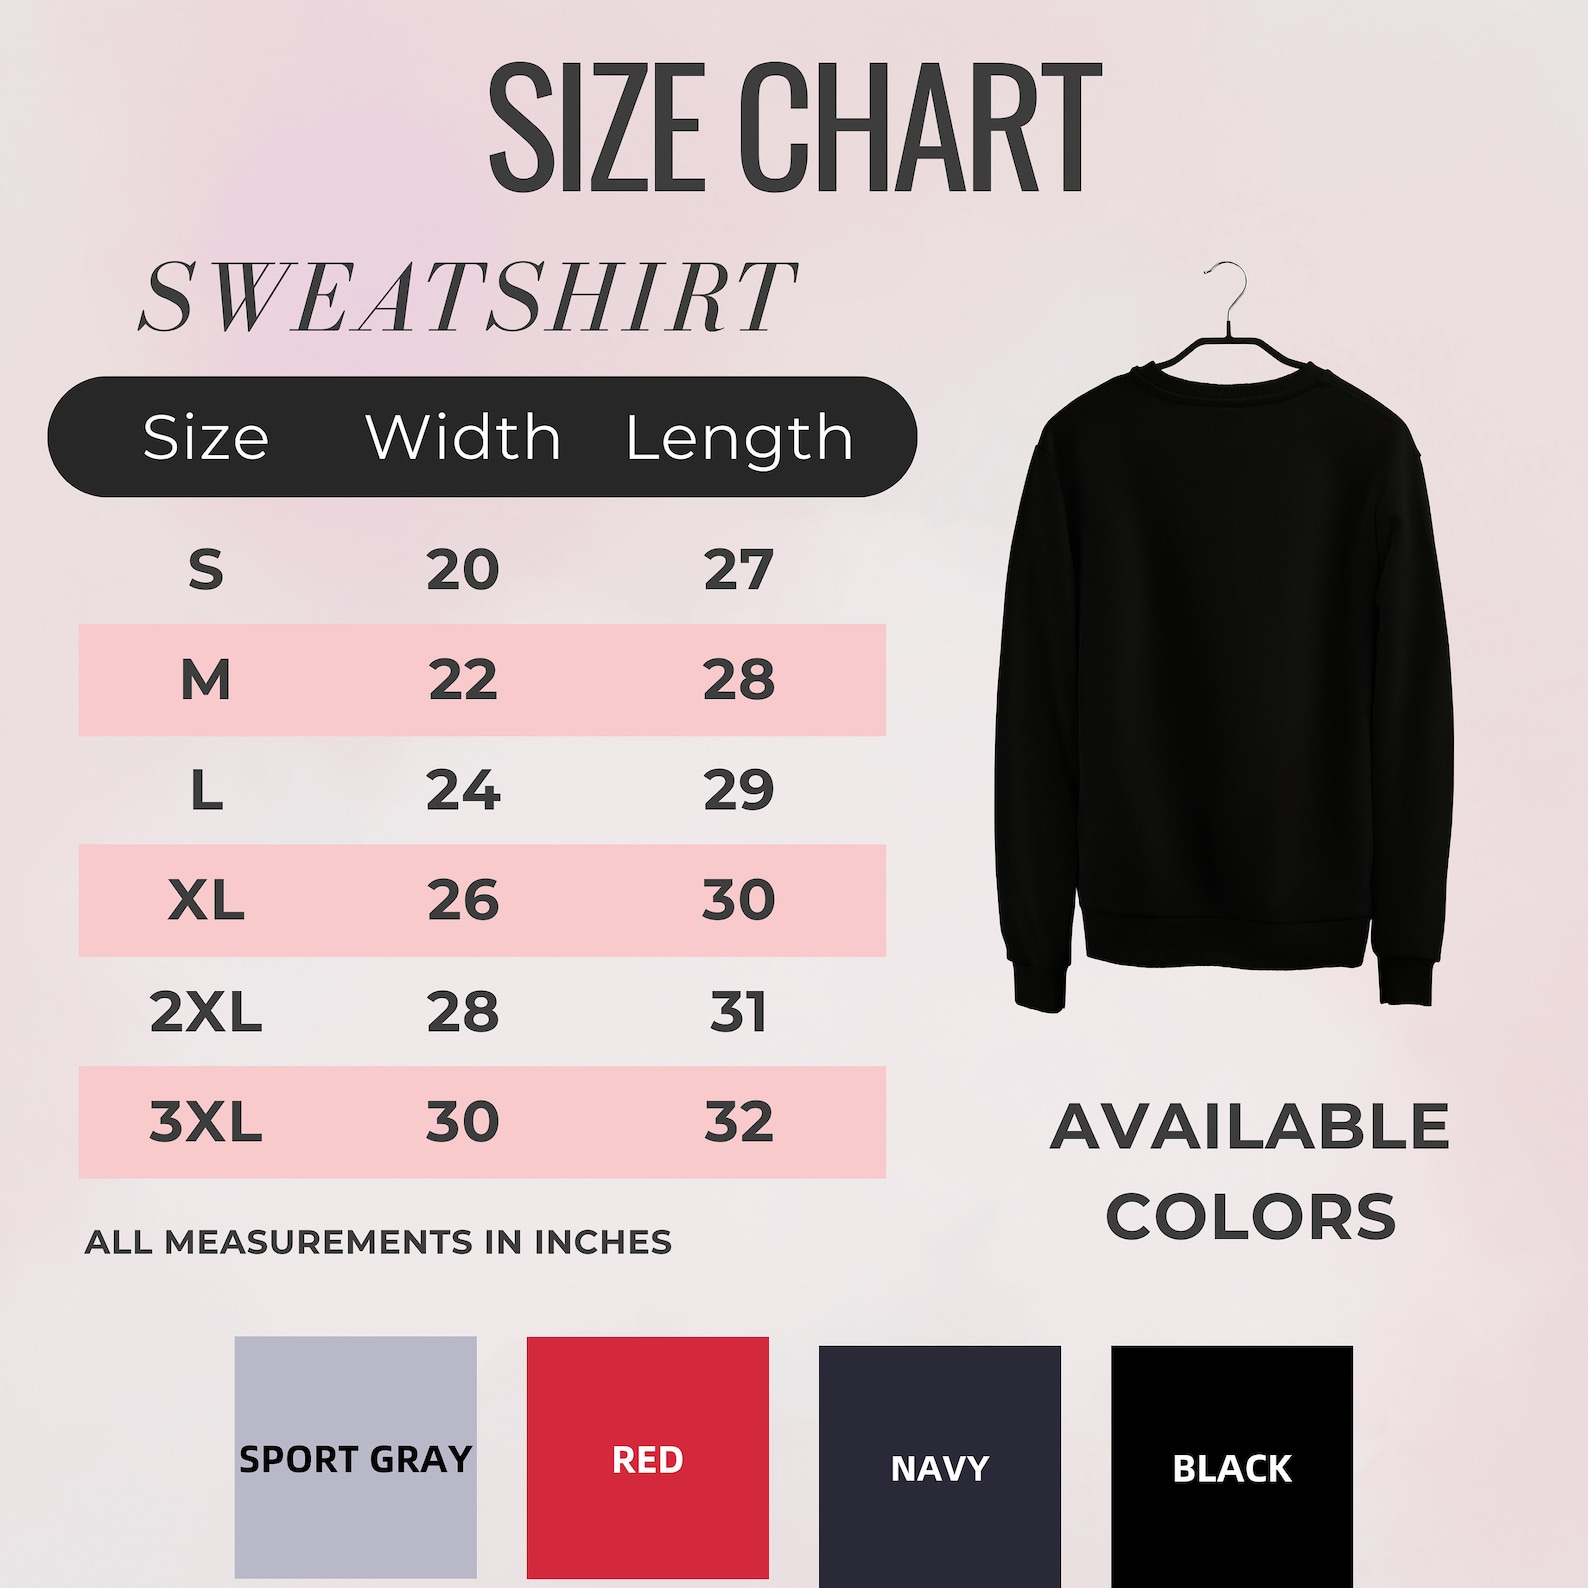 SIZE CHART
SWEATSHIRT
Size Width Length
S 20 27
M 22 28
L 24 29
XL 26 30
2XL 28 31
3XL 30 32
ALL MEASUREMENTS IN INCHES
AVAILABLE
COLORS
SPORT GRAY RED NAVY BLACK